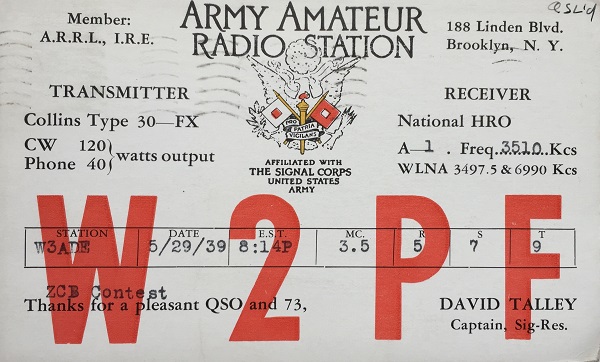 QSL'd
Member:
A.R.R.L., I.R.E.
ARMY AMATEUR
RADIO STATION
188 Linden Blvd.
Brooklyn, N. Y.
TRANSMITTER
Collins Type 30—FX
CW 120
Phone 40
} watts output
PRO
PATRIA
VIGILANS
AFFILIATED WITH
THE SIGNAL CORPS
UNITED STATES
ARMY
RECEIVER
National HRO
A—1. Freq. 3510 Kcs
WLNA 3497.5 & 6990 Kcs
W2PF
STATION DATE E.S.T. MC. R S T
W3ADE 5/29/39 8:14P 3.5 5 7 9
ZCB Contest
Thanks for a pleasant QSO and 73,
DAVID TALLEY
Captain, Sig-Res.